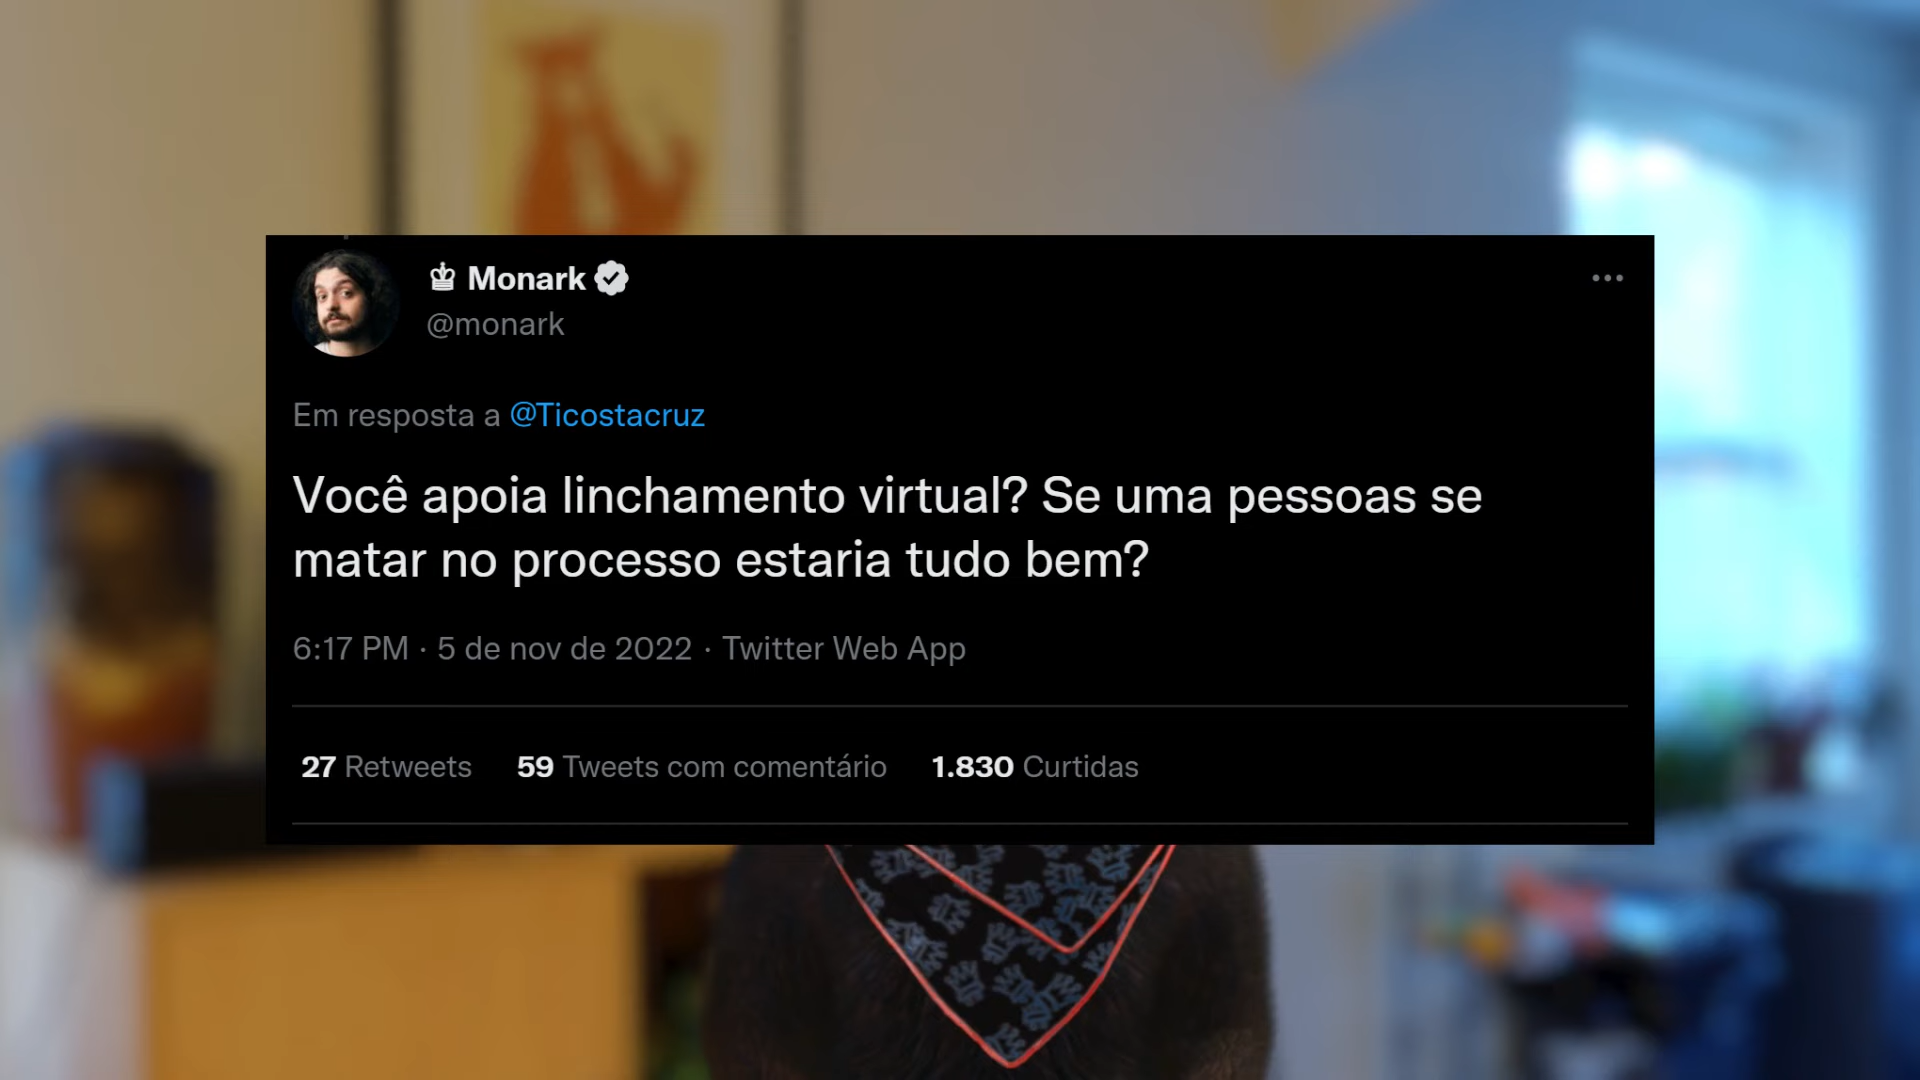 ♔ Monark
@monark
Em resposta a @Ticostacruz
Você apoia linchamento virtual? Se uma pessoas se
matar no processo estaria tudo bem?
6:17 PM · 5 de nov de 2022 · Twitter Web App
27 Retweets 59 Tweets com comentário 1.830 Curtidas